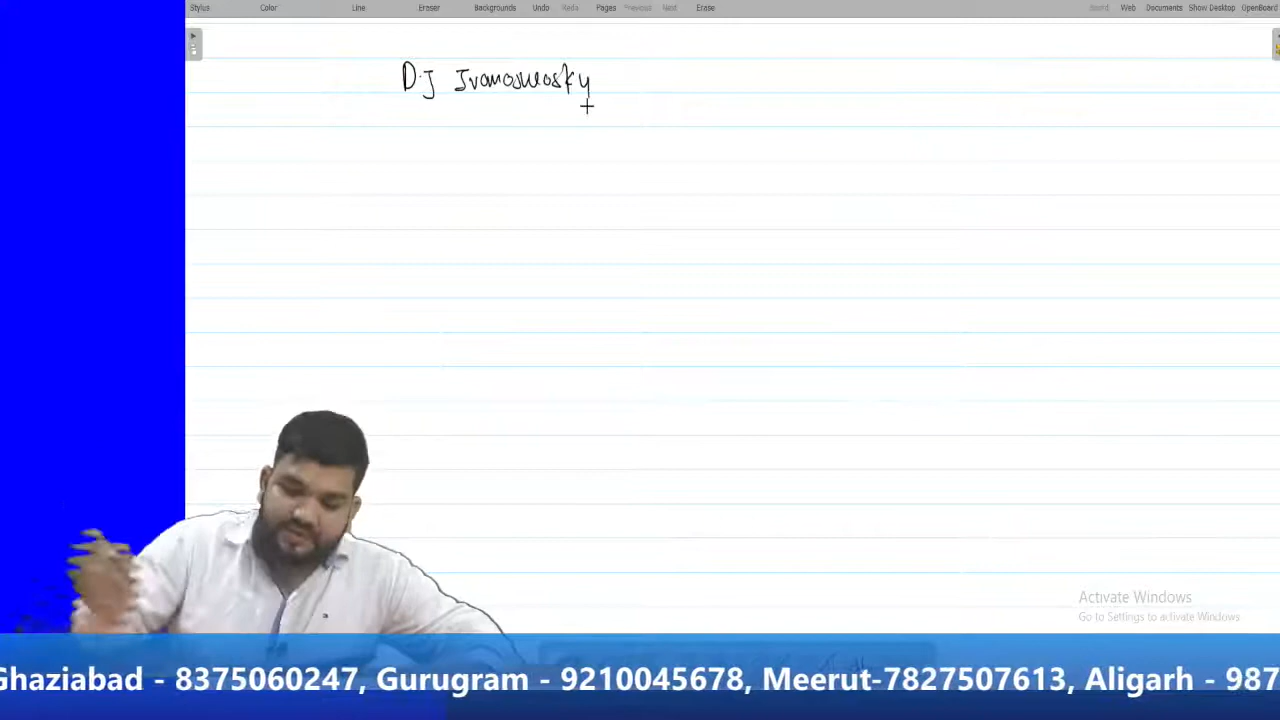 Stylus Color Line Eraser Backgrounds Undo Redo Pages Previous Next Erase Board Web Documents Show Desktop OpenBoard
D.J Ivanosweosky
Activate Windows
Go to Settings to activate Windows
Ghaziabad - 8375060247, Gurugram - 9210045678, Meerut-7827507613, Aligarh - 987